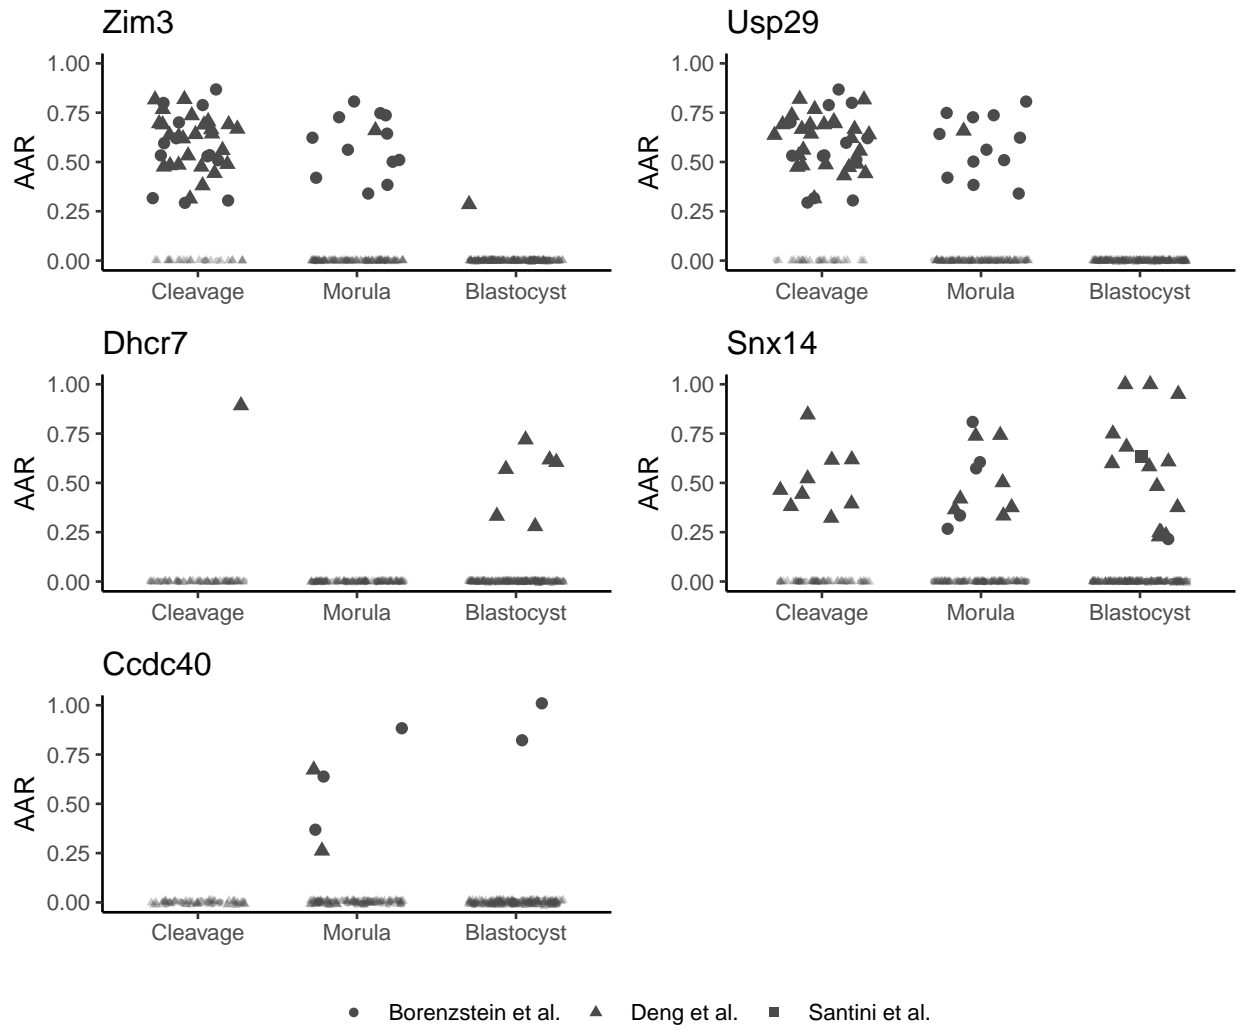 Zim3
Usp29
1.00
0.75
0.50
0.25
0.00
AAR
Cleavage Morula Blastocyst
1.00
0.75
0.50
0.25
0.00
AAR
Cleavage Morula Blastocyst
Dhcr7
Snx14
1.00
0.75
0.50
0.25
0.00
AAR
Cleavage Morula Blastocyst
1.00
0.75
0.50
0.25
0.00
AAR
Cleavage Morula Blastocyst
Ccdc40
1.00
0.75
0.50
0.25
0.00
AAR
Cleavage Morula Blastocyst
Borenzstein et al. Deng et al. Santini et al.